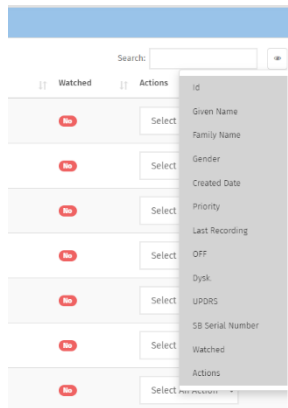 Search:
Watched Actions Id
Given Name
No Select
Family Name
Gender
No Select
Created Date
Priority
No Select
Last Recording
No Select OFF
Dysk.
No Select UPDRS
SB Serial Number
No Select Watched
Actions
No Select An Action